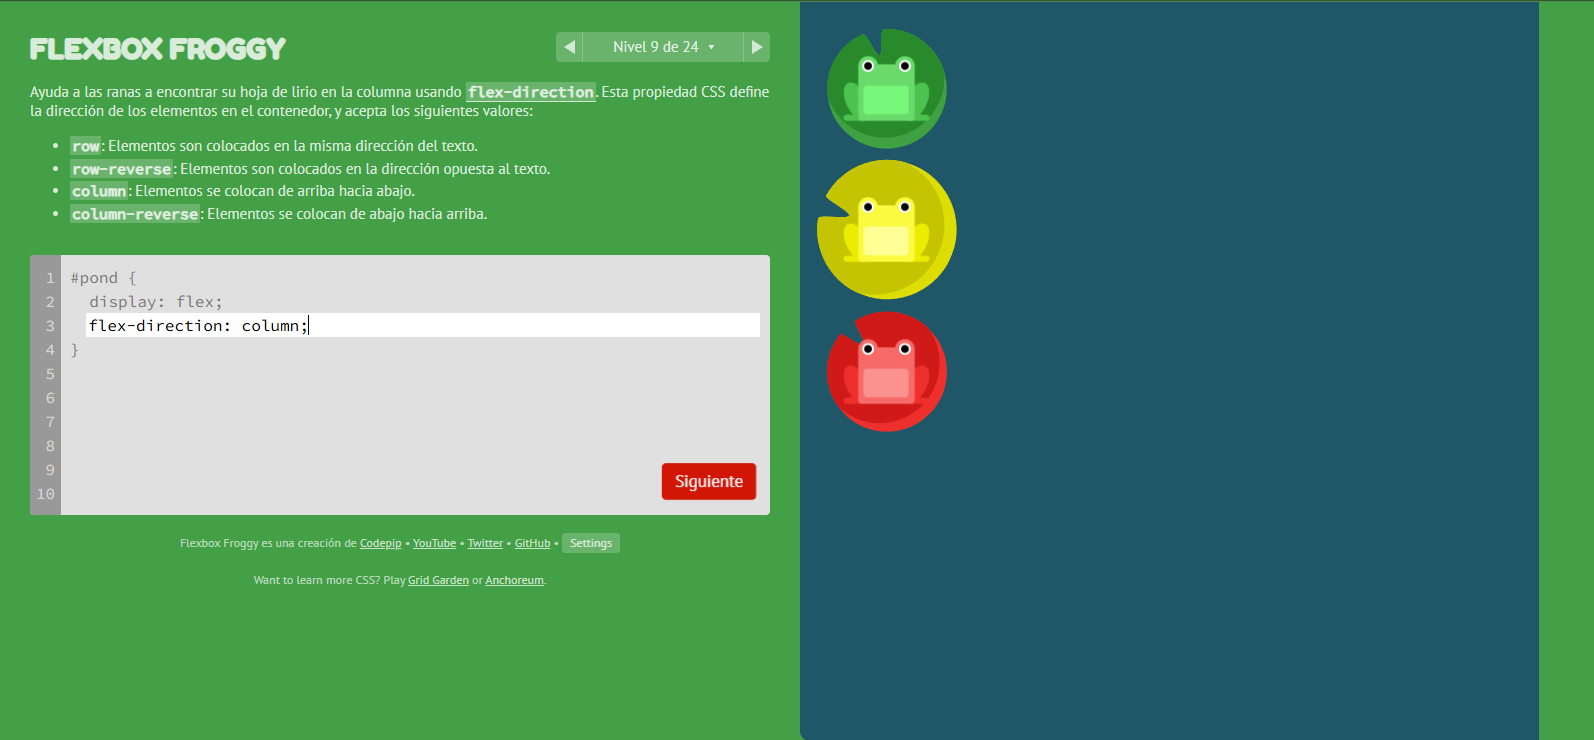 FLEXBOX FROGGY
Nivel 9 de 24
Ayuda a las ranas a encontrar su hoja de lirio en la columna usando flex-direction. Esta propiedad CSS define
la dirección de los elementos en el contenedor, y acepta los siguientes valores:
• row: Elementos son colocados en la misma dirección del texto.
• row-reverse: Elementos son colocados en la dirección opuesta al texto.
• column: Elementos se colocan de arriba hacia abajo.
• column-reverse: Elementos se colocan de abajo hacia arriba.
1 #pond {
2 display: flex;
3 flex-direction: column;
4 }
5
6
7
8
9
10
Siguiente
Flexbox Froggy es una creación de Codepip • YouTube • Twitter • GitHub • Settings
Want to learn more CSS? Play Grid Garden or Anchoreum.